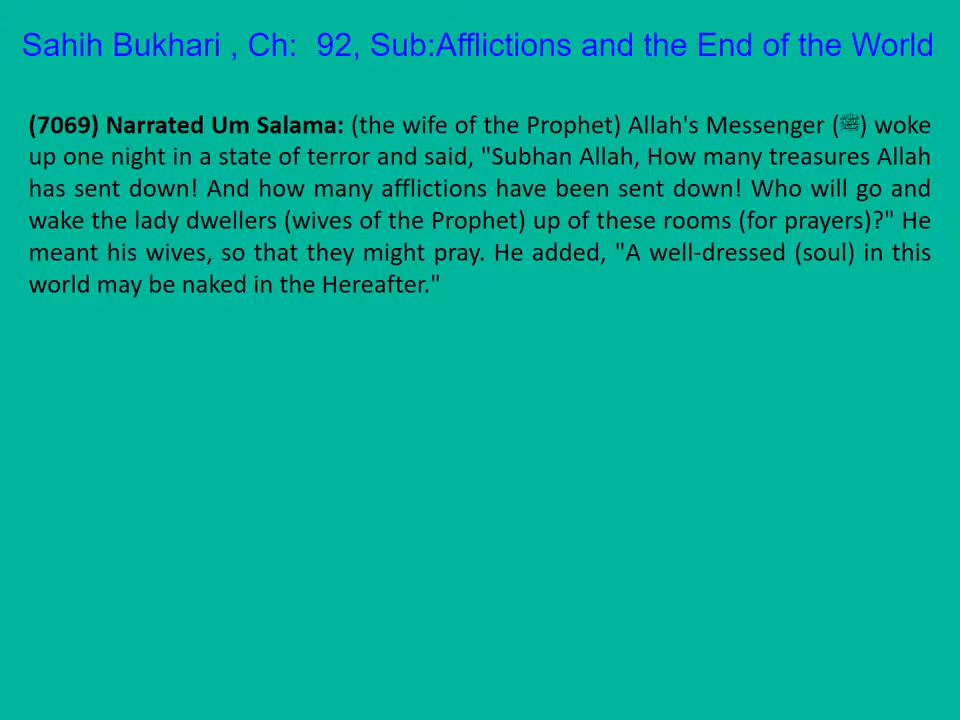 Sahih Bukhari , Ch:  92, Sub:Afflictions and the End of the World
(7069) Narrated Um Salama: (the wife of the Prophet) Allah's Messenger (ﷺ) woke
up one night in a state of terror and said, "Subhan Allah, How many treasures Allah
has sent down! And how many afflictions have been sent down! Who will go and
wake the lady dwellers (wives of the Prophet) up of these rooms (for prayers)?" He
meant his wives, so that they might pray. He added, "A well-dressed (soul) in this
world may be naked in the Hereafter."